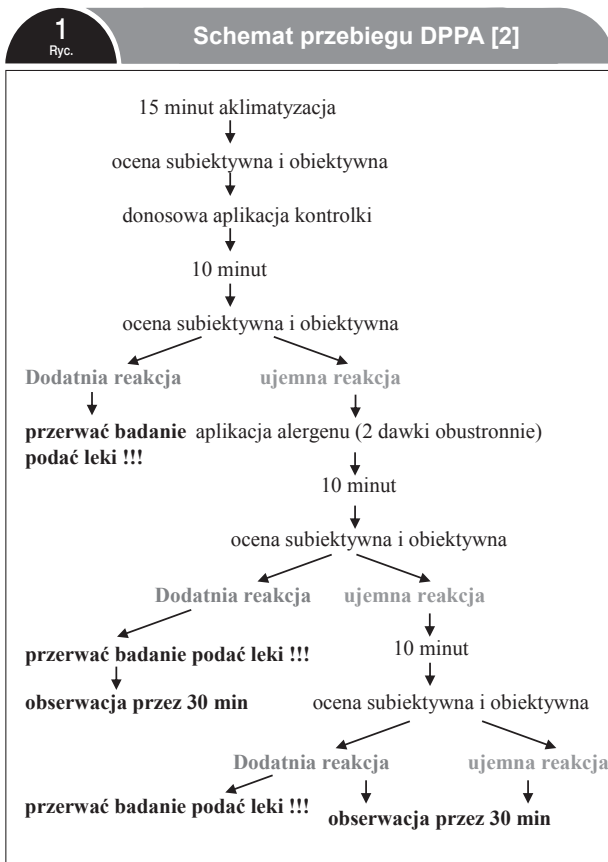 1
Ryc.
Schemat przebiegu DPPA [2]
15 minut aklimatyzacja
ocena subiektywna i obiektywna
donosowa aplikacja kontrolki
10 minut
ocena subiektywna i obiektywna
Dodatnia reakcja
ujemna reakcja
przerwać badanie
podać leki !!!
aplikacja alergenu (2 dawki obustronnie)
10 minut
ocena subiektywna i obiektywna
Dodatnia reakcja
ujemna reakcja
przerwać badanie podać leki !!!
10 minut
obserwacja przez 30 min
ocena subiektywna i obiektywna
Dodatnia reakcja
ujemna reakcja
przerwać badanie podać leki !!!
obserwacja przez 30 min